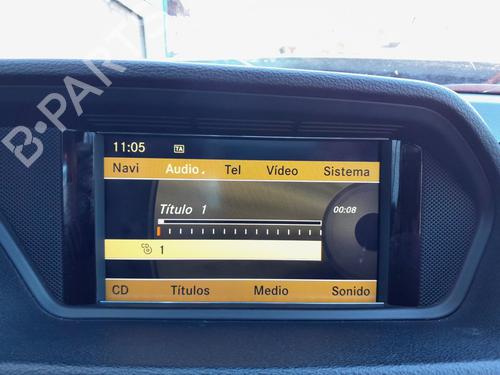 B-PARTS
11:05 TA
Navi Audio. Tel Vídeo Sistema
Título 1
00:08
1
CD Títulos Medio Sonido